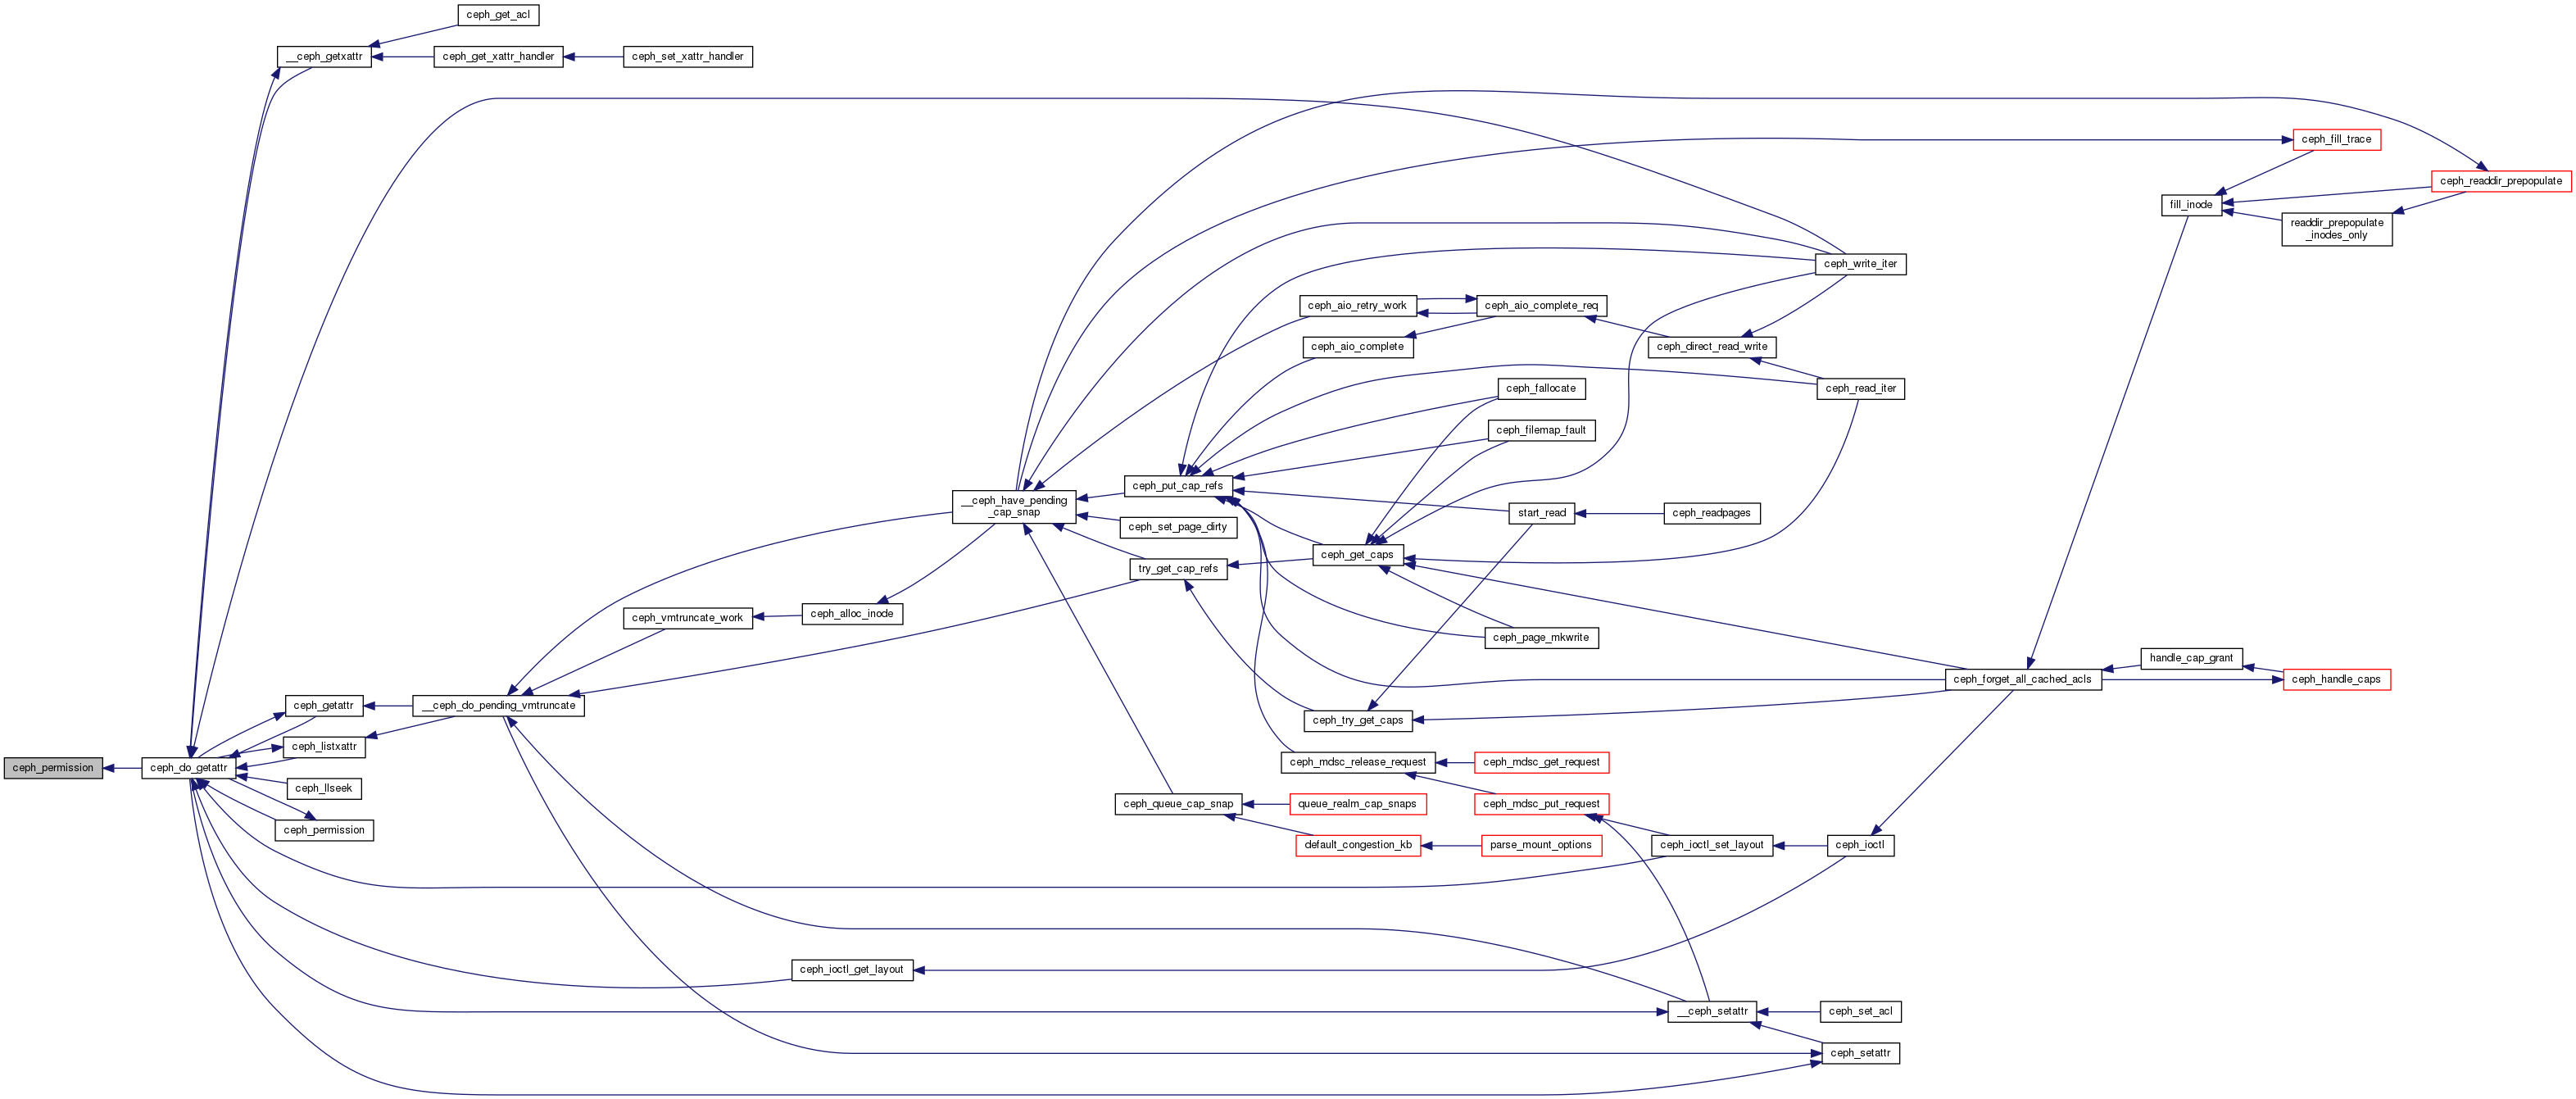 ceph_get_acl
__ceph_getxattr
ceph_get_xattr_handler
ceph_set_xattr_handler
ceph_fill_trace
ceph_readdir_prepopulate
fill_inode
readdir_prepopulate
_inodes_only
ceph_write_iter
ceph_aio_retry_work
ceph_aio_complete_req
ceph_aio_complete
ceph_direct_read_write
ceph_fallocate
ceph_read_iter
ceph_filemap_fault
ceph_put_cap_refs
__ceph_have_pending
_cap_snap
start_read
ceph_readpages
ceph_set_page_dirty
ceph_get_caps
try_get_cap_refs
ceph_alloc_inode
ceph_vmtruncate_work
ceph_page_mkwrite
handle_cap_grant
ceph_forget_all_cached_acls
ceph_handle_caps
ceph_getattr
__ceph_do_pending_vmtruncate
ceph_try_get_caps
ceph_listxattr
ceph_permission
ceph_do_getattr
ceph_mdsc_release_request
ceph_mdsc_get_request
ceph_llseek
ceph_queue_cap_snap
queue_realm_cap_snaps
ceph_mdsc_put_request
ceph_permission
default_congestion_kb
parse_mount_options
ceph_ioctl_set_layout
ceph_ioctl
ceph_ioctl_get_layout
__ceph_setattr
ceph_set_acl
ceph_setattr